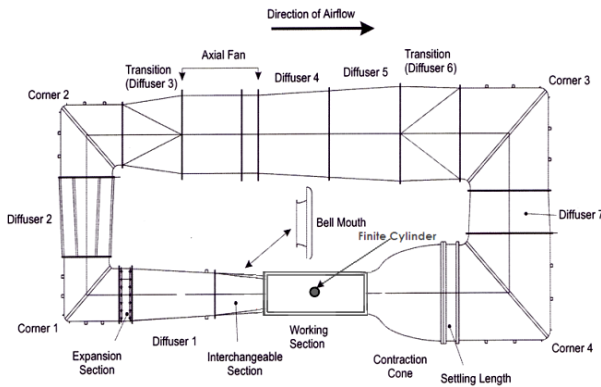 Direction of Airflow
Transition
(Diffuser 3)
Axial Fan
Diffuser 4
Diffuser 5
Transition
(Diffuser 6)
Corner 2
Corner 3
Diffuser 2
Bell Mouth
Finite Cylinder
Diffuser 7
Corner 1
Expansion
Section
Diffuser 1
Interchangeable
Section
Working
Section
Contraction
Cone
Settling Length
Corner 4